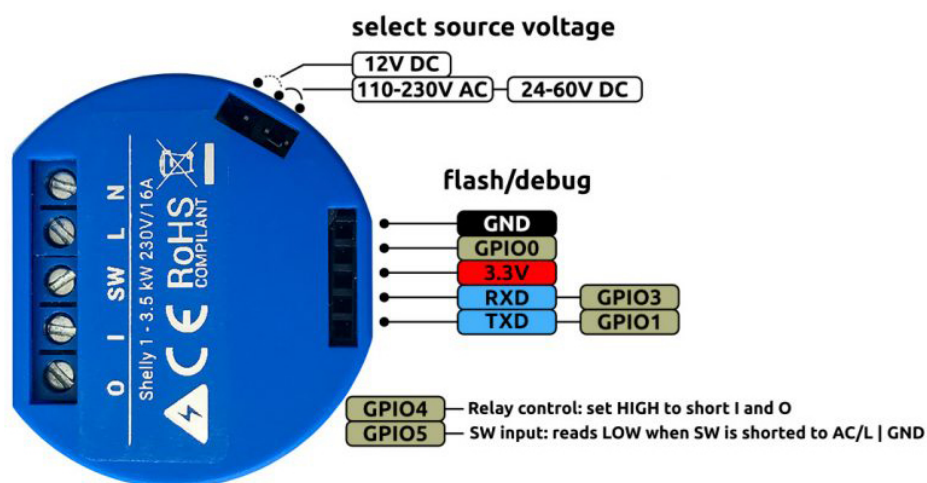 select source voltage
12V DC
110-230V AC 24-60V DC
flash/debug
GND
GPIO0
3.3V
RXD GPIO3
TXD GPIO1
GPIO4 Relay control: set HIGH to short I and O
GPIO5 SW input: reads LOW when SW is shorted to AC/L | GND
O I SW L N
Shelly 1 - 3.5 kW 230V/16A
CE RoHS
COMPILANT